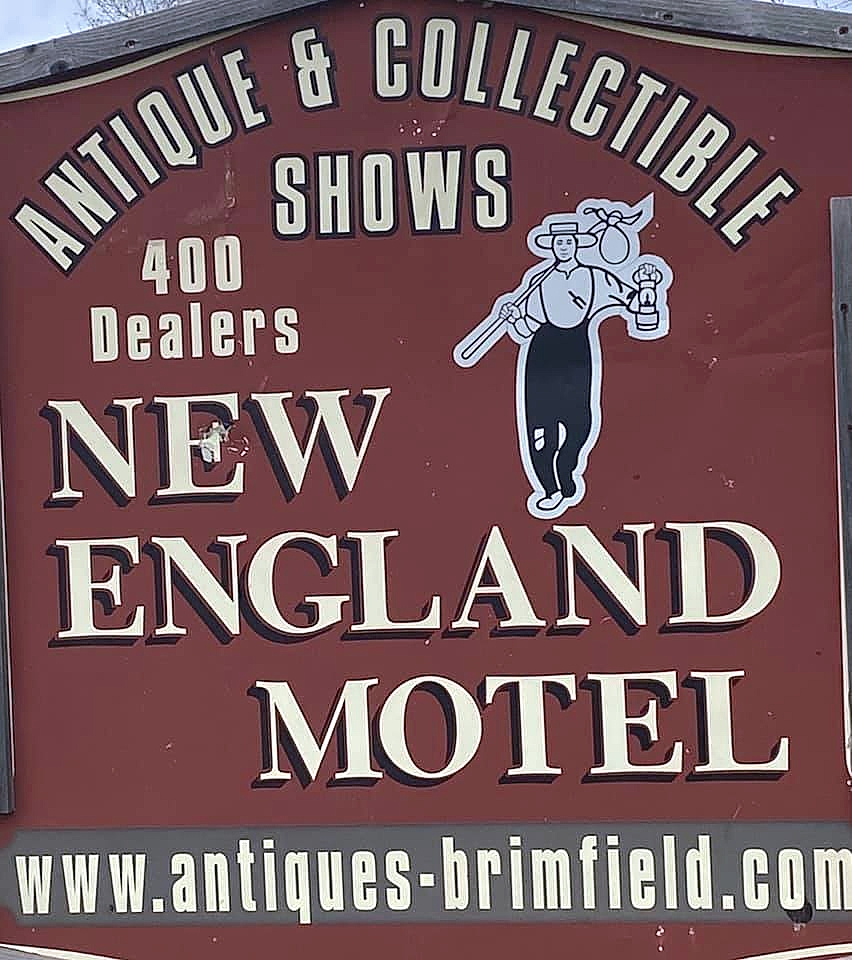 ANTIQUE & COLLECTIBLE
SHOWS
400
Dealers
NEW
ENGLAND
MOTEL
www.antiques-brimfield.com